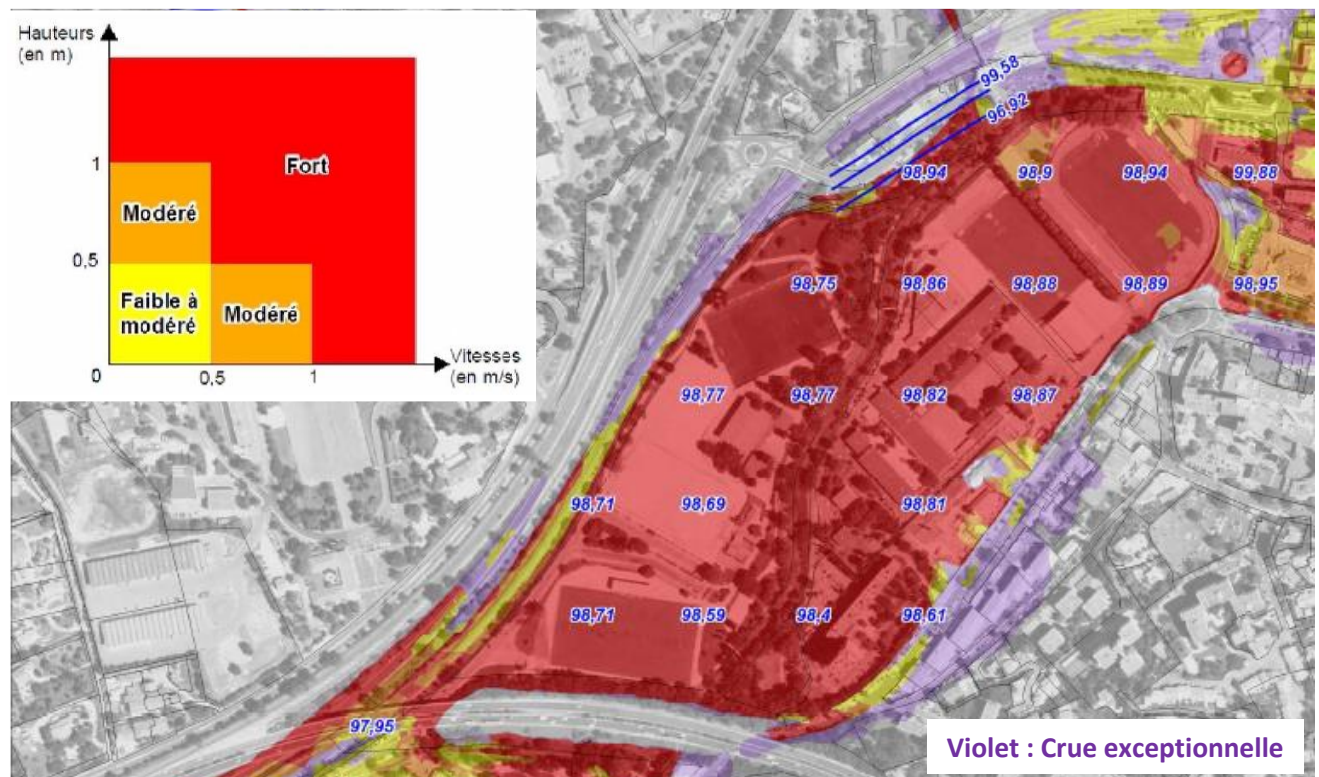 Hauteurs
(en m)
1
Fort
Modéré
0,5
Faible à
modéré
Modéré
Vitesses
(en m/s)
0
0,5
1
99,58
96,92
98,94
98,9
98,94
99,88
98,75
98,86
98,88
98,89
98,95
98,77
98,77
98,82
98,87
98,71
98,69
98,81
98,71
98,59
98,4
98,61
97,95
Violet : Crue exceptionnelle